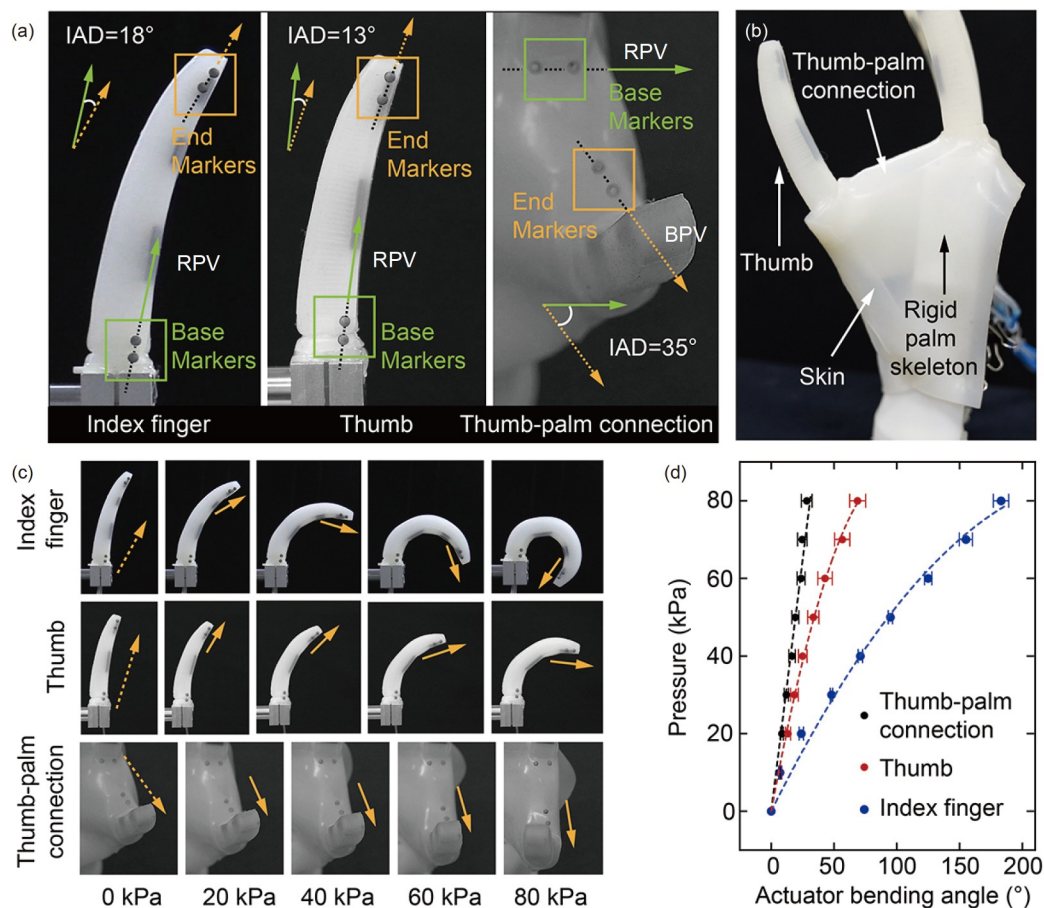 (a)
IAD=18°
End
Markers
RPV
Base
Markers
Index finger
IAD=13°
End
Markers
RPV
Base
Markers
Thumb
RPV
Base
Markers
End
Markers
BPV
IAD=35°
Thumb-palm connection
(b)
Thumb-palm
connection
Thumb
Skin
Rigid
palm
skeleton
(c)
Index
finger
Thumb
Thumb-palm
connection
0 kPa
20 kPa
40 kPa
60 kPa
80 kPa
(d)
Pressure (kPa)
80
60
40
20
0
Thumb-palm
connection
Thumb
Index finger
0
50
100
150
200
Actuator bending angle (°)